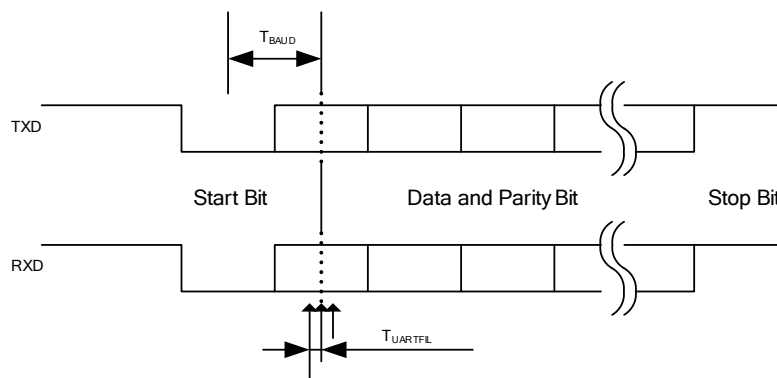 TBAUD
TXD
Start Bit Data and Parity Bit Stop Bit
RXD
TUARTFIL